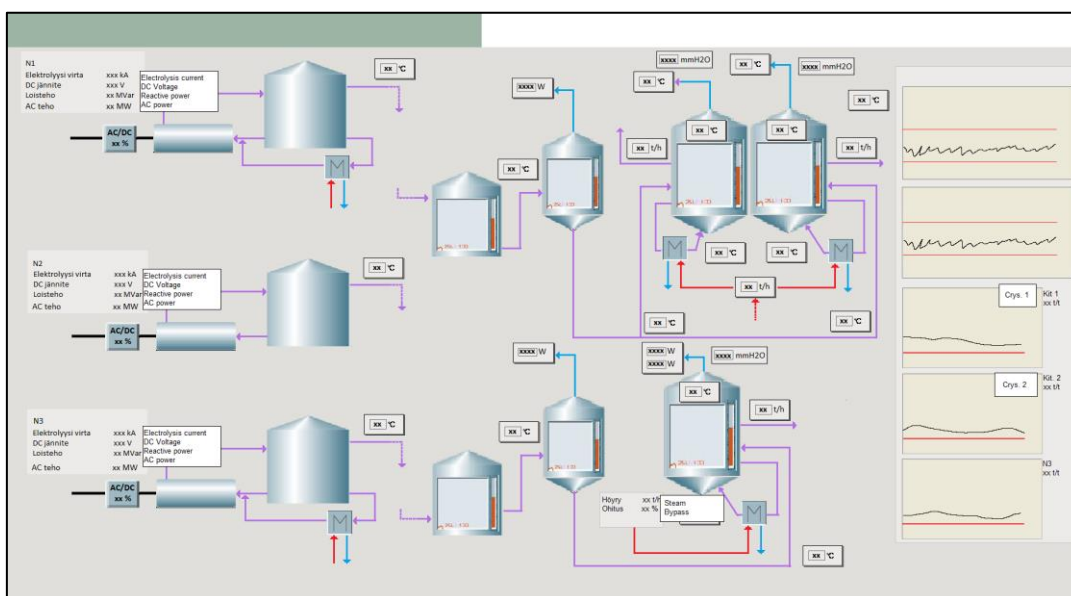 N1
Elektrolyysi virta xxx kA
DC jännite xxx V
Loisteho xx MVar
AC teho xx MW
Electrolysis current
DC Voltage
Reactive power
AC power
AC/DC
xx %
xx °C
xxxx W
xx °C
xx °C
xxxx mmH2O
xx °C
xx °C
xxxx mmH2O
xx °C
xx °C
xx °C
xx t/h
xx t/h
xx °C
xx °C
xx t/h
xx °C
xx °C
N2
Elektrolyysi virta xxx kA
DC jännite xxx V
Loisteho xx MVar
AC teho xx MW
Electrolysis current
DC Voltage
Reactive power
AC power
AC/DC
xx %
xx °C
N3
Elektrolyysi virta xxx kA
DC jännite xxx V
Loisteho xx MVar
AC teho xx MW
Electrolysis current
DC Voltage
Reactive power
AC power
AC/DC
xx %
xx °C
xx °C
xxxx W
xxxx W
xxxx W
xxxx mmH2O
xx °C
xx t/h
Höyry xx t/h
Ohitus xx %
Steam
Bypass
xx °C
Crys. 1
Kit 1
xx t/t
Crys. 2
Kit. 2
xx t/t
N3
xx t/t